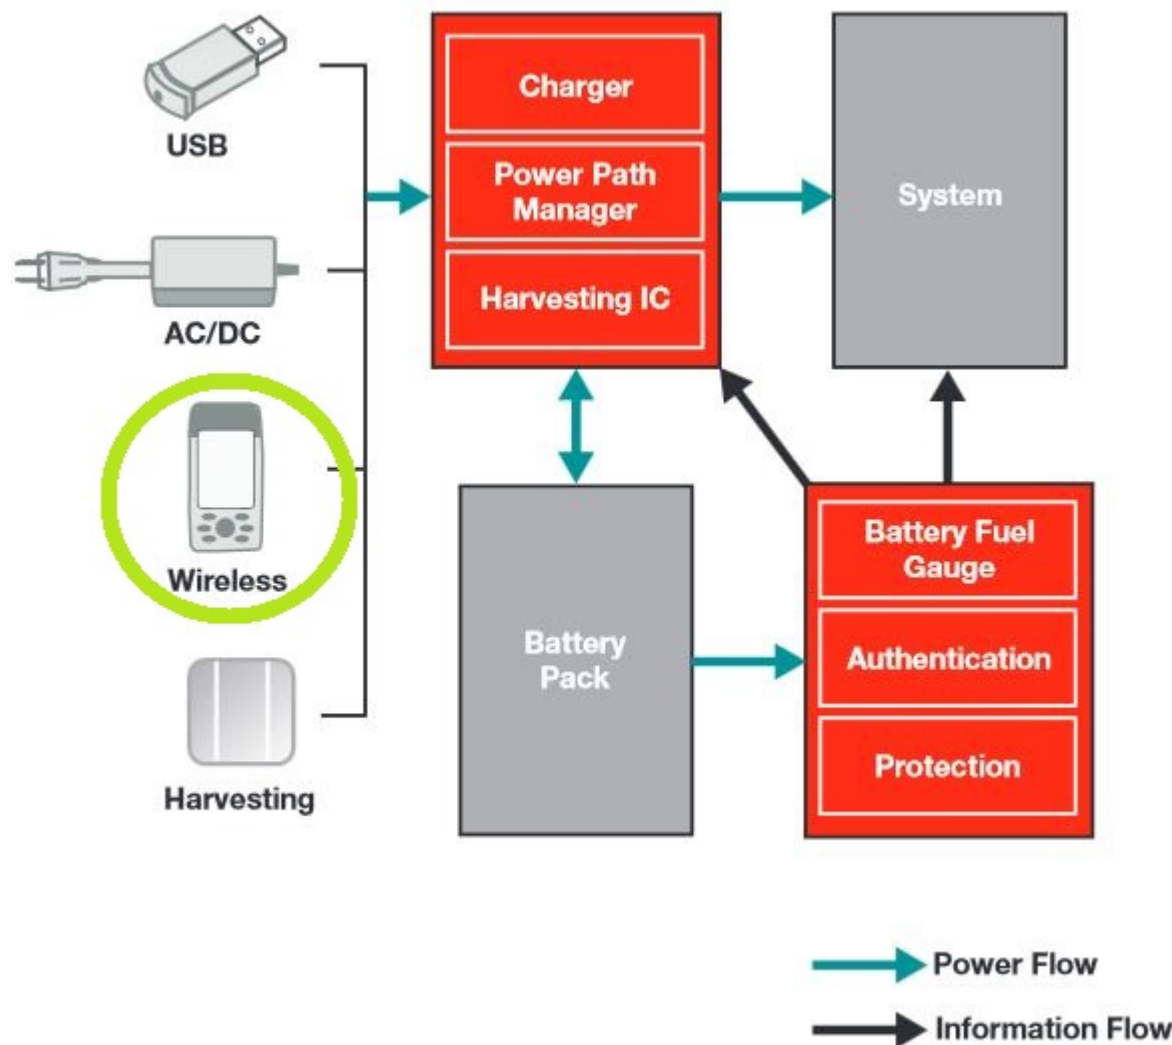 USB
AC/DC
Wireless
Harvesting
Charger
Power Path
Manager
Harvesting IC
System
Battery
Pack
Battery Fuel
Gauge
Authentication
Protection
Power Flow
Information Flow